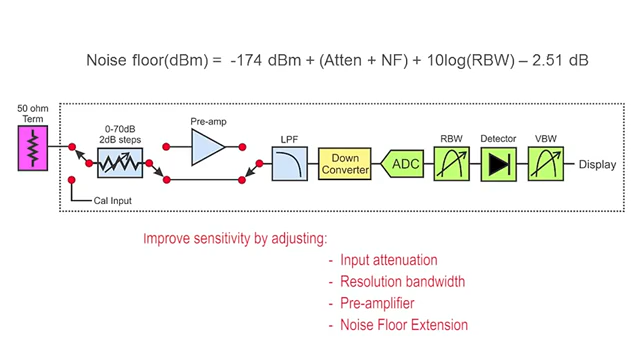 Noise floor(dBm) = -174 dBm + (Atten + NF) + 10log(RBW) – 2.51 dB
50 ohm
Term
0-70dB
2dB steps
Pre-amp
LPF
Down
Converter
ADC
RBW
Detector
VBW
Display
Cal Input
Improve sensitivity by adjusting:
- Input attenuation
- Resolution bandwidth
- Pre-amplifier
- Noise Floor Extension